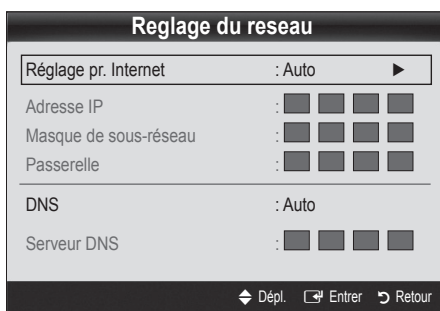 Reglage du reseau
Réglage pr. Internet : Auto ►
Adresse IP :
Masque de sous-réseau :
Passerelle :
DNS : Auto
Serveur DNS :
Dépl. Entrer Retour